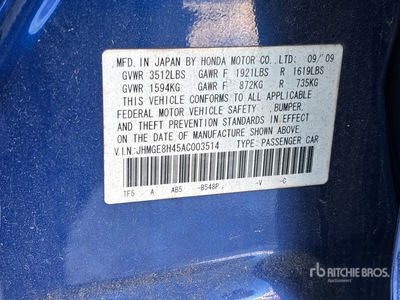 MFD. IN JAPAN BY HONDA MOTOR CO., LTD: 09/09
GVWR 3512LBS GAWR F 1921LBS R 1619LBS
GVWR 1594KG GAWR F 872KG R 735KG
THIS VEHICLE CONFORMS TO ALL APPLICABLE
FEDERAL MOTOR VEHICLE SAFETY, BUMPER,
AND THEFT PREVENTION STANDARDS IN EFFECT
ON THE DATE OF MANUFACTURE SHOWN ABOVE.
V.I.N:JHMGE8H45AC003514 TYPE: PASSENGER CAR
TF5 A AB5 -B548P -V -C
rb RITCHIE BROS.
Auctioneers